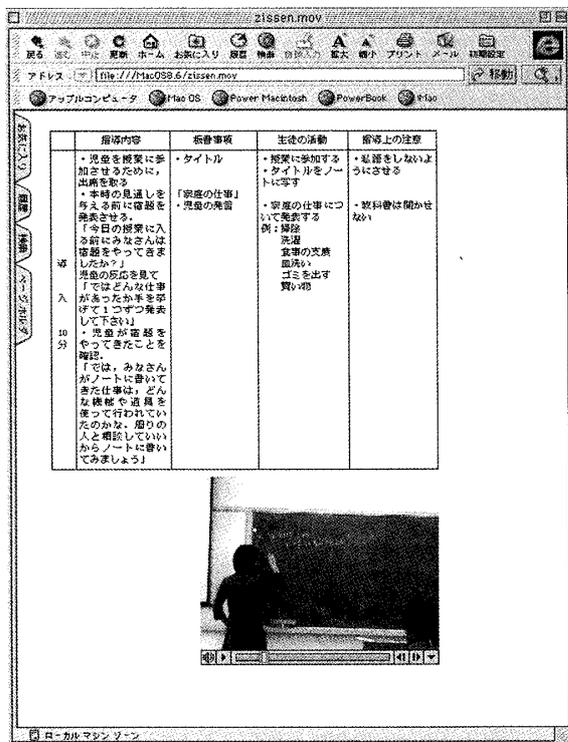 zissen.mov
戻る 進む 中止 更新 ホーム お気に入り 履歴 検索 自動入力 拡大 縮小 プリント メール 初期設定
アドレス file:///MacOS8.6/zissen.mov 移動
アップルコンピュータ Mac OS Power Macintosh PowerBook iMac
お気に入り
履歴
検索
ページホルダ
指導内容 板書事項 生徒の活動 指導上の注意
導
入
10
分
・児童を授業に参
加させるために,
出席を取る
・本時の見通しを
与える前に宿題を
発表させる.
「今日の授業に入
る前にみなさんは
宿題をやってきま
したか?」
児童の反応を見て
「ではどんな仕事
があったか手を挙
げて1つずつ発表
して下さい」
・児童が宿題を
やってきたことを
確認.
「では,みなさん
がノートに書いて
きた仕事は,どん
な機械や道具を
使って行われてい
たのかな.周りの
人と相談していい
からノートに書い
てみましょう」
・タイトル
「家庭の仕事」
・児童の発言
・授業に参加する
・タイトルをノー
トに写す
・家庭の仕事につ
いて発表する
例:掃除
洗濯
食事の支度
皿洗い
ゴミを出す
買い物
・私語をしないよ
うにさせる
・教科書は開かせ
ない
ローカル マシン ゾーン